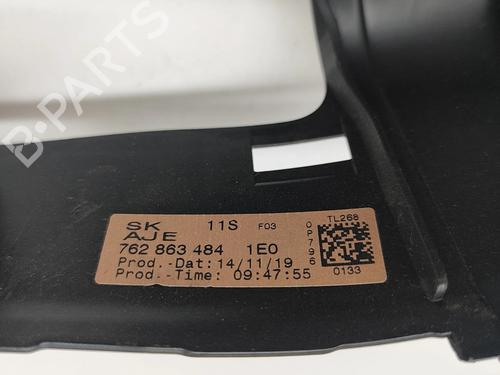 B-PARTS
SK 11S F03
AJE
762 863 484 1E0
Prod.-Dat:14/11/19
Prod.-Time: 09:47:55
TL268
0P796
0133